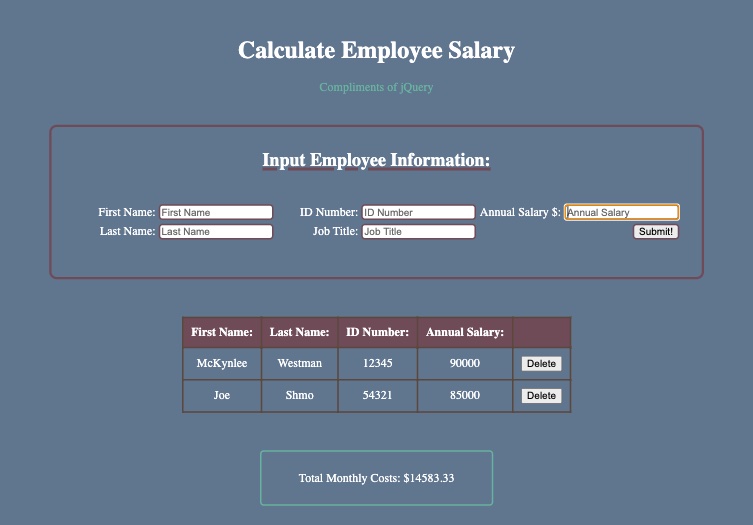 Calculate Employee Salary
Compliments of jQuery
Input Employee Information:
First Name: First Name ID Number: ID Number Annual Salary $: Annual Salary
Last Name: Last Name Job Title: Job Title Submit!
First Name: Last Name: ID Number: Annual Salary:
McKynlee Westman 12345 90000 Delete
Joe Shmo 54321 85000 Delete
Total Monthly Costs: $14583.33